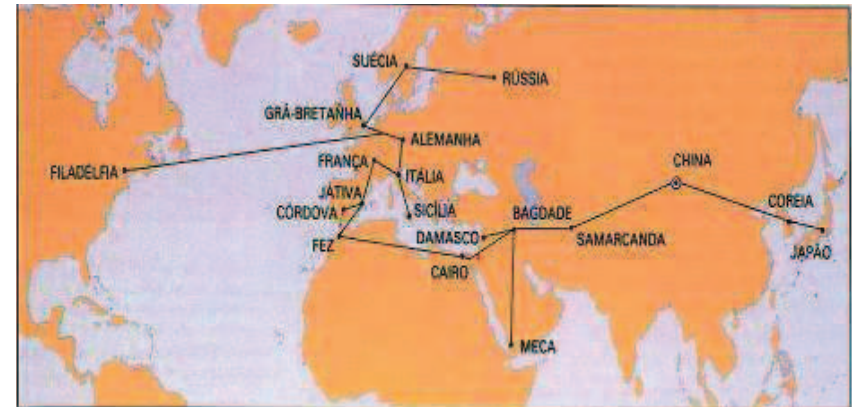 SUÉCIA
RÚSSIA
GRÃ-BRETANHA
ALEMANHA
FRANÇA
FILADÉLFIA
ITÁLIA
CHINA
JÁTIVA
CÓRDOVA
SICÍLIA
BAGDADE
COREIA
FEZ
DAMASCO
SAMARCANDA
JAPÃO
CAIRO
MECA